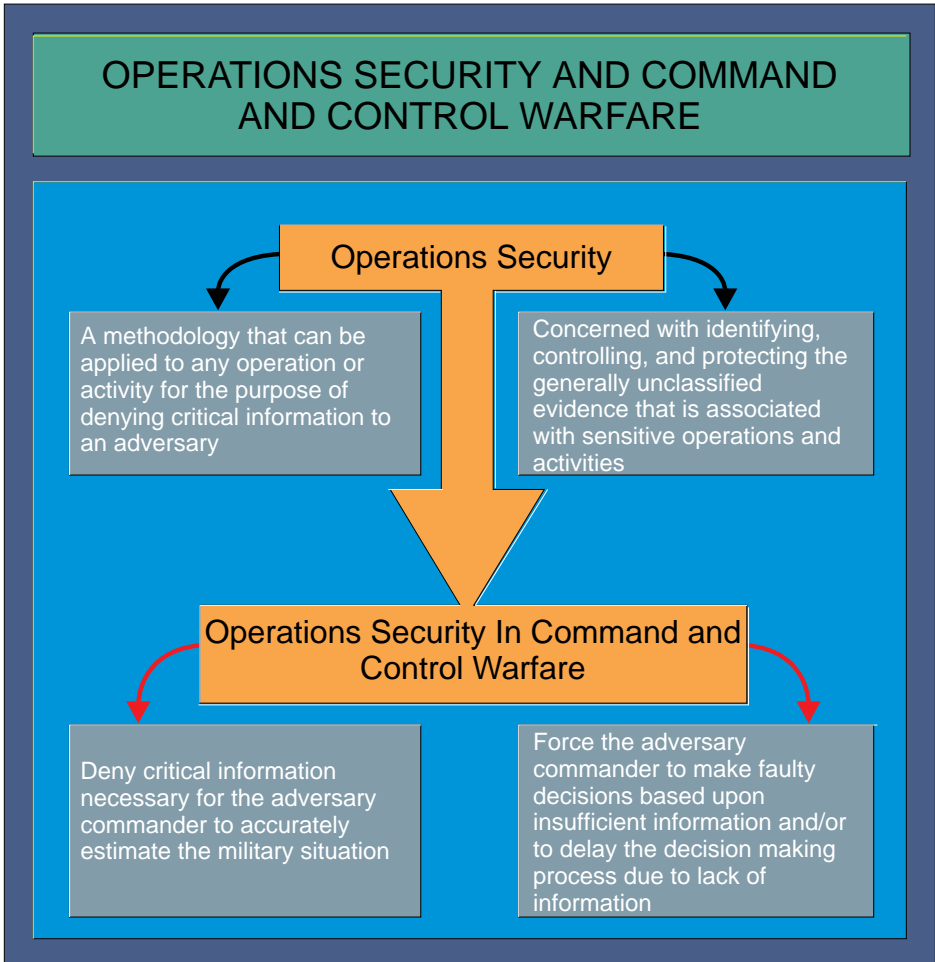 OPERATIONS SECURITY AND COMMAND
AND CONTROL WARFARE
Operations Security
A methodology that can be
applied to any operation or
activity for the purpose of
denying critical information to
an adversary
Concerned with identifying,
controlling, and protecting the
generally unclassified
evidence that is associated
with sensitive operations and
activities
Operations Security In Command and
Control Warfare
Deny critical information
necessary for the adversary
commander to accurately
estimate the military situation
Force the adversary
commander to make faulty
decisions based upon
insufficient information and/or
to delay the decision making
process due to lack of
information